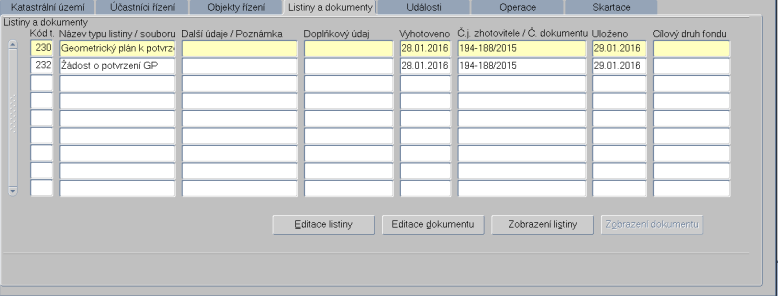 Katastrální území Účastníci řízení Objekty řízení Listiny a dokumenty Události Operace Skartace
Listiny a dokumenty
Kód t. Název typu listiny / souboru Další údaje / Poznámka Doplňkový údaj Vyhotoveno Č.j. zhotovitele / Č. dokumentu Uloženo Cílový druh fondu
230 Geometrický plán k potvrz 28.01.2016 194-188/2015 29.01.2016
232 Žádost o potvrzení GP 28.01.2016 194-188/2015 29.01.2016
Editace listiny Editace dokumentu Zobrazení listiny Zobrazení dokumentu